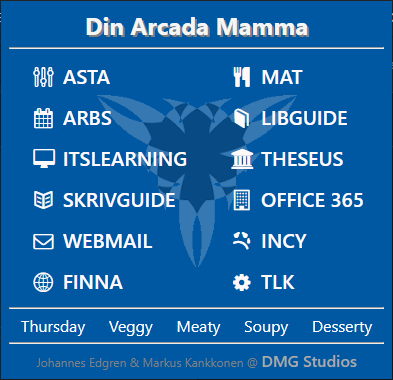 Din Arcada Mamma
ASTA MAT
ARBS LIBGUIDE
ITSLEARNING THESEUS
SKRIVGUIDE OFFICE 365
WEBMAIL INCY
FINNA TLK
Thursday Veggy Meaty Soupy Desserty
Johannes Edgren & Markus Kankkonen @ DMG Studios